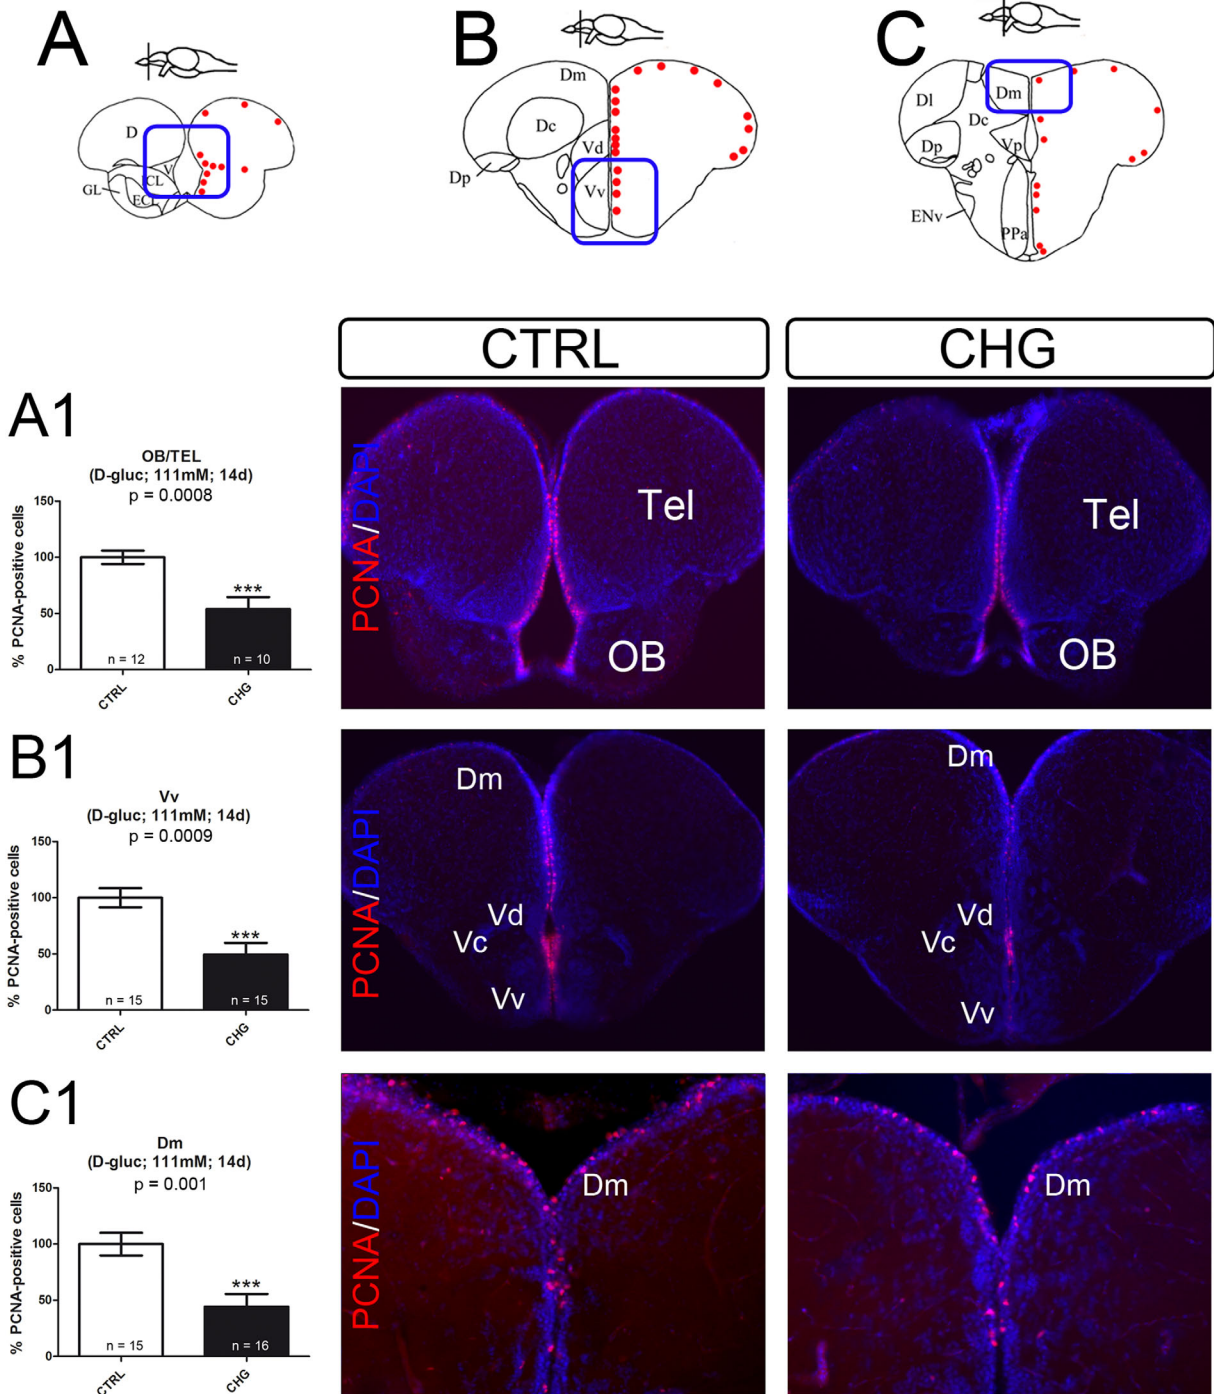 A
B
C
D
V
ICL
GL
ECL
Dm
Dc
Vd
Dp
Vv
Dl
Dm
Dc
Dp
Vp
ENv
PPa
CTRL
CHG
A1
OB/TEL
(D-gluc; 111mM; 14d)
p = 0.0008
% PCNA-positive cells
150
100
50
0
***
n = 12
n = 10
CTRL
CHG
PCNA/DAPI
Tel
OB
Tel
OB
B1
Vv
(D-gluc; 111mM; 14d)
p = 0.0009
% PCNA-positive cells
150
100
50
0
***
n = 15
n = 15
CTRL
CHG
PCNA/DAPI
Dm
Vd
Vc
Vv
Dm
Vd
Vc
Vv
C1
Dm
(D-gluc; 111mM; 14d)
p = 0.001
% PCNA-positive cells
150
100
50
0
***
n = 15
n = 16
CTRL
CHG
PCNA/DAPI
Dm
Dm